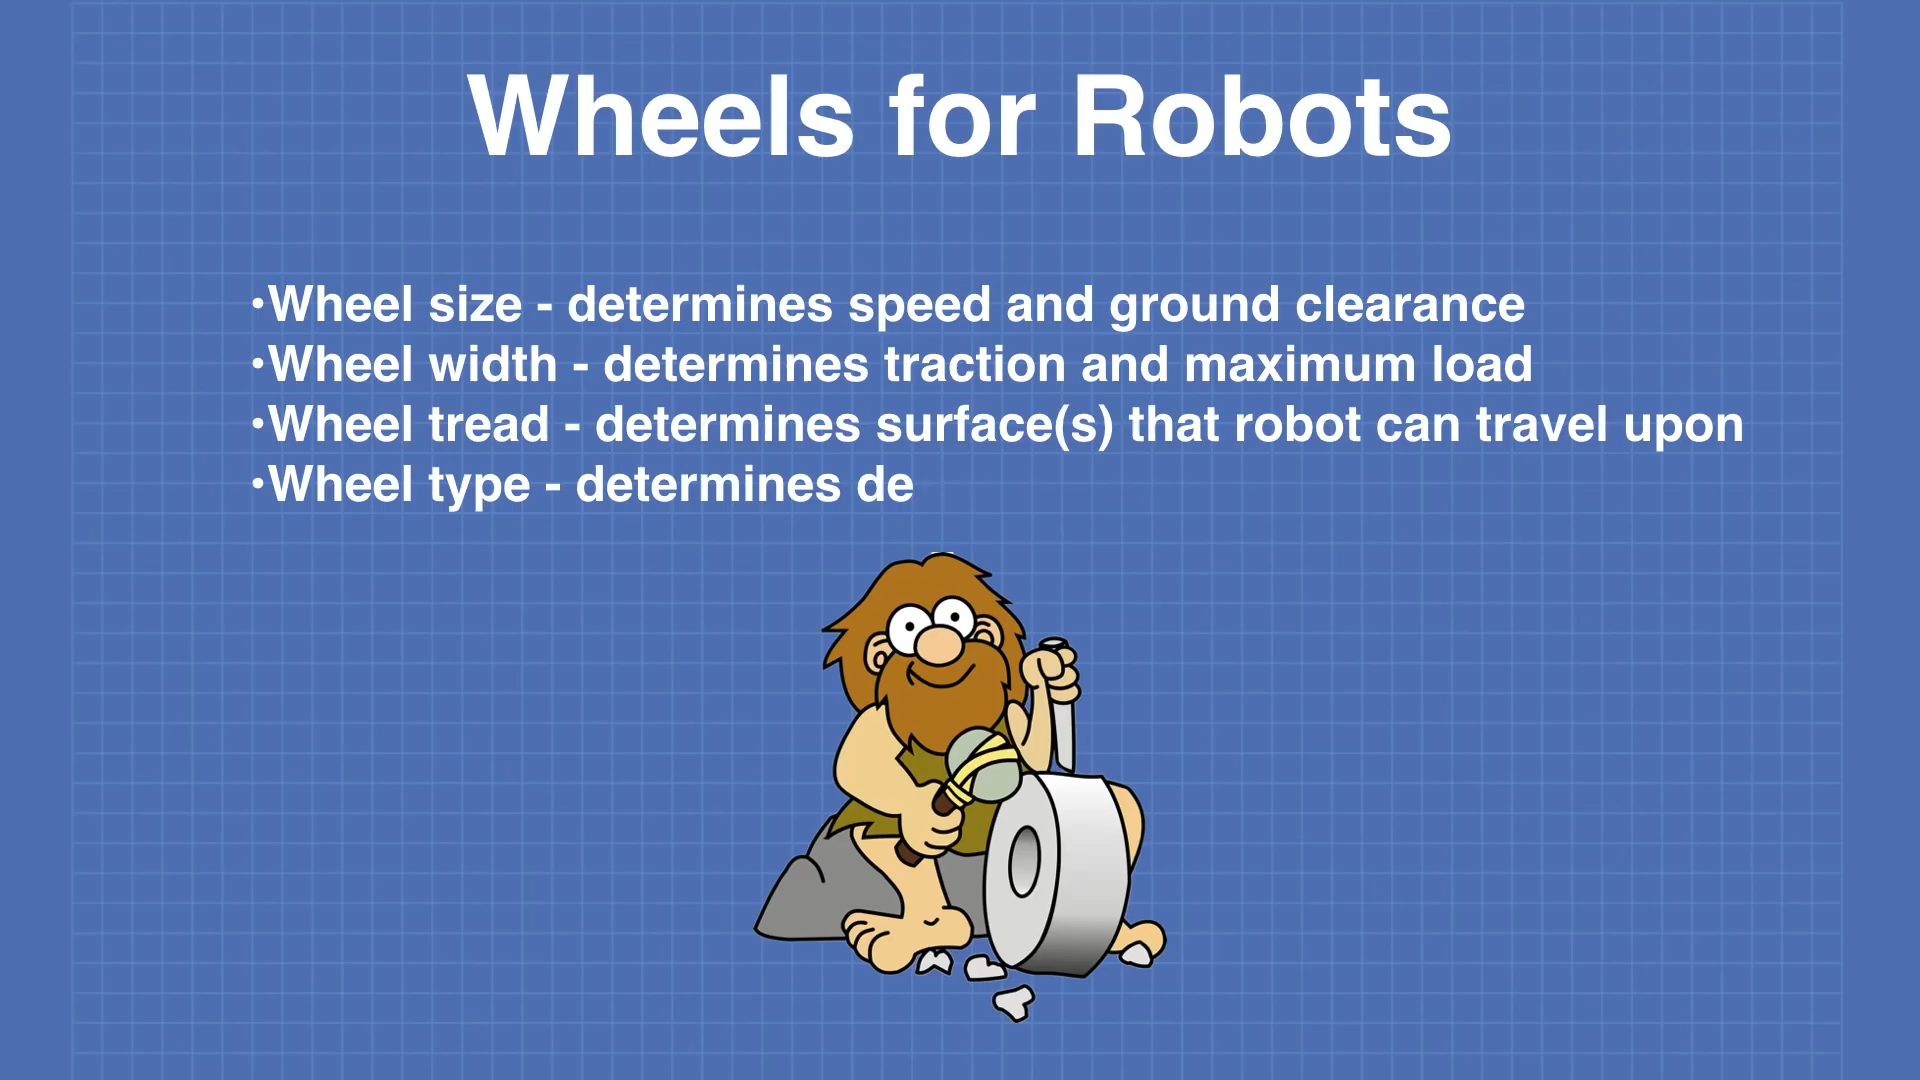 Wheels for Robots
•Wheel size - determines speed and ground clearance
•Wheel width - determines traction and maximum load
•Wheel tread - determines surface(s) that robot can travel upon
•Wheel type - determines de